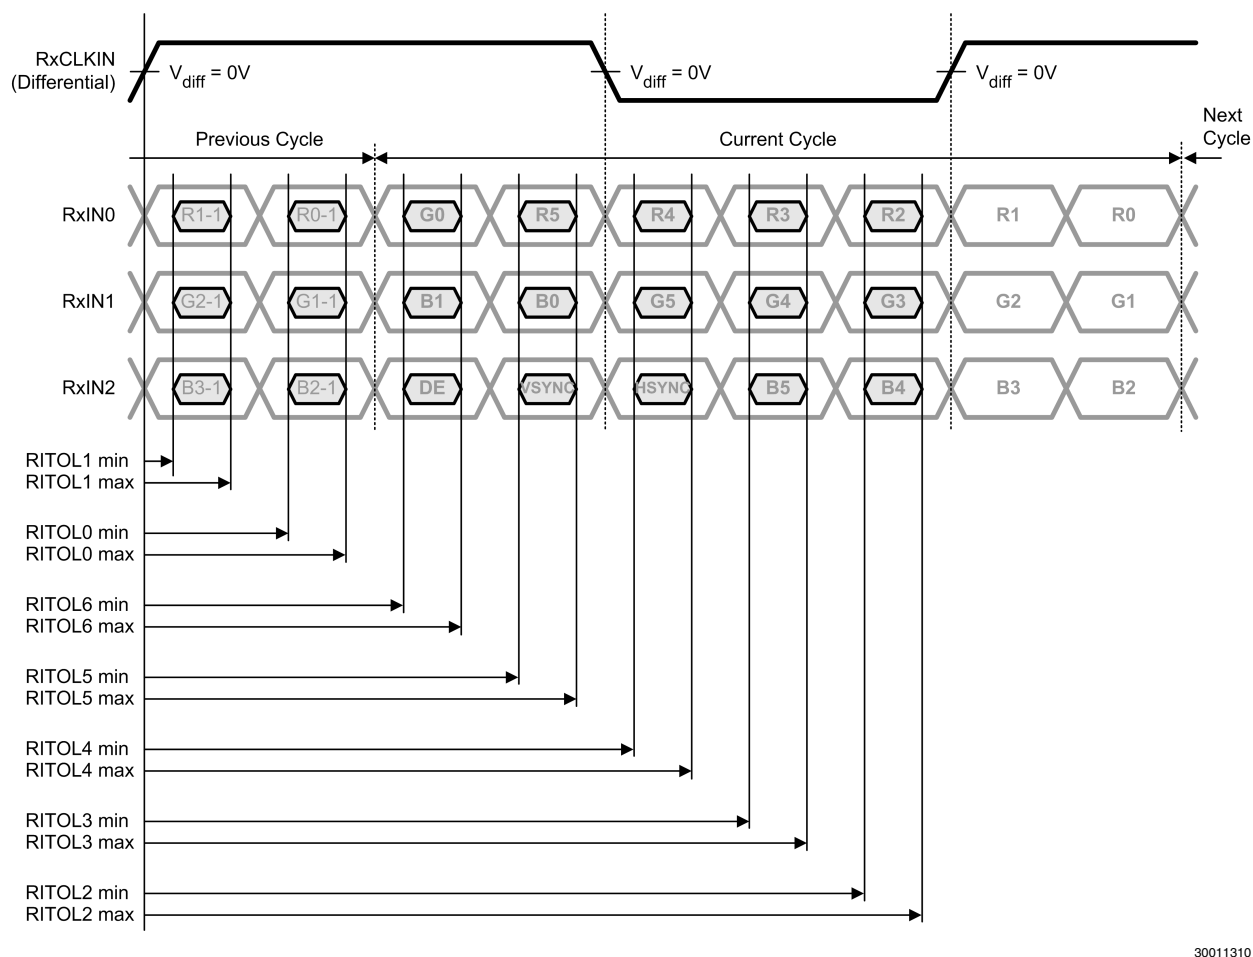 RxCLKIN
(Differential)
Vdiff = 0V
Vdiff = 0V
Vdiff = 0V
Previous Cycle
Current Cycle
Next
Cycle
RxIN0 R1-1 R0-1 G0 R5 R4 R3 R2 R1 R0
RxIN1 G2-1 G1-1 B1 B0 G5 G4 G3 G2 G1
RxIN2 B3-1 B2-1 DE VSYNC HSYNC B5 B4 B3 B2
RITOL1 min
RITOL1 max
RITOL0 min
RITOL0 max
RITOL6 min
RITOL6 max
RITOL5 min
RITOL5 max
RITOL4 min
RITOL4 max
RITOL3 min
RITOL3 max
RITOL2 min
RITOL2 max
30011310